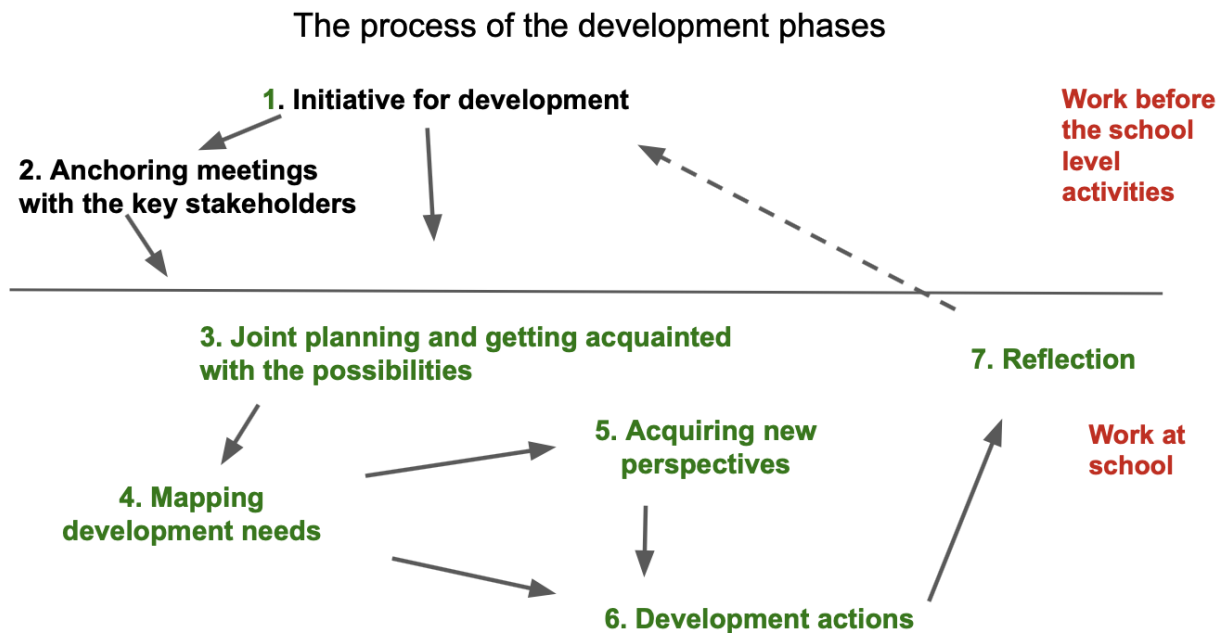 The process of the development phases
1. Initiative for development
Work before
the school
level
activities
2. Anchoring meetings
with the key stakeholders
3. Joint planning and getting acquainted
with the possibilities
7. Reflection
5. Acquiring new
perspectives
Work at
school
4. Mapping
development needs
6. Development actions